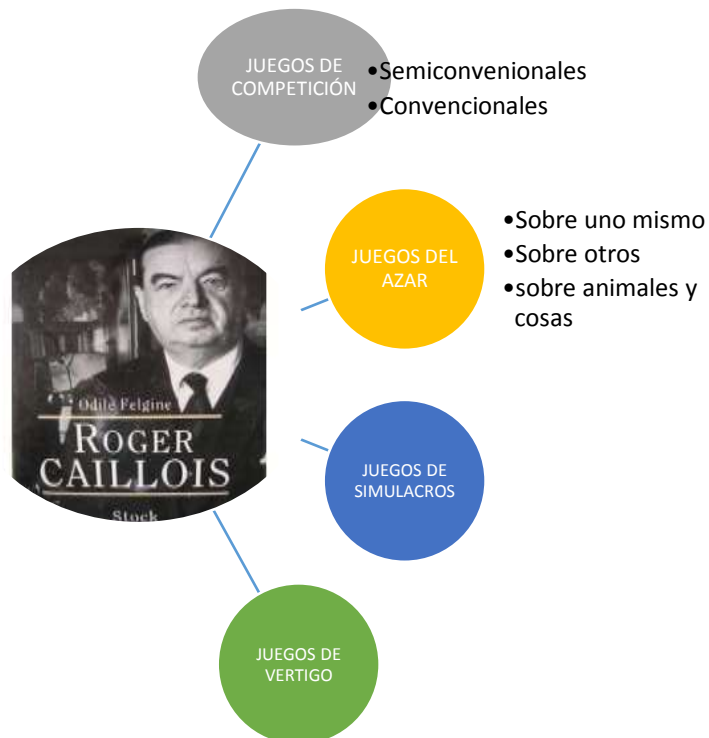 JUEGOS DE
COMPETICIÓN
•Semiconvenionales
•Convencionales
JUEGOS DEL
AZAR
•Sobre uno mismo
•Sobre otros
•sobre animales y
cosas
Odile Felgine
ROGER
CAILLOIS
Stock
JUEGOS DE
SIMULACROS
JUEGOS DE
VERTIGO